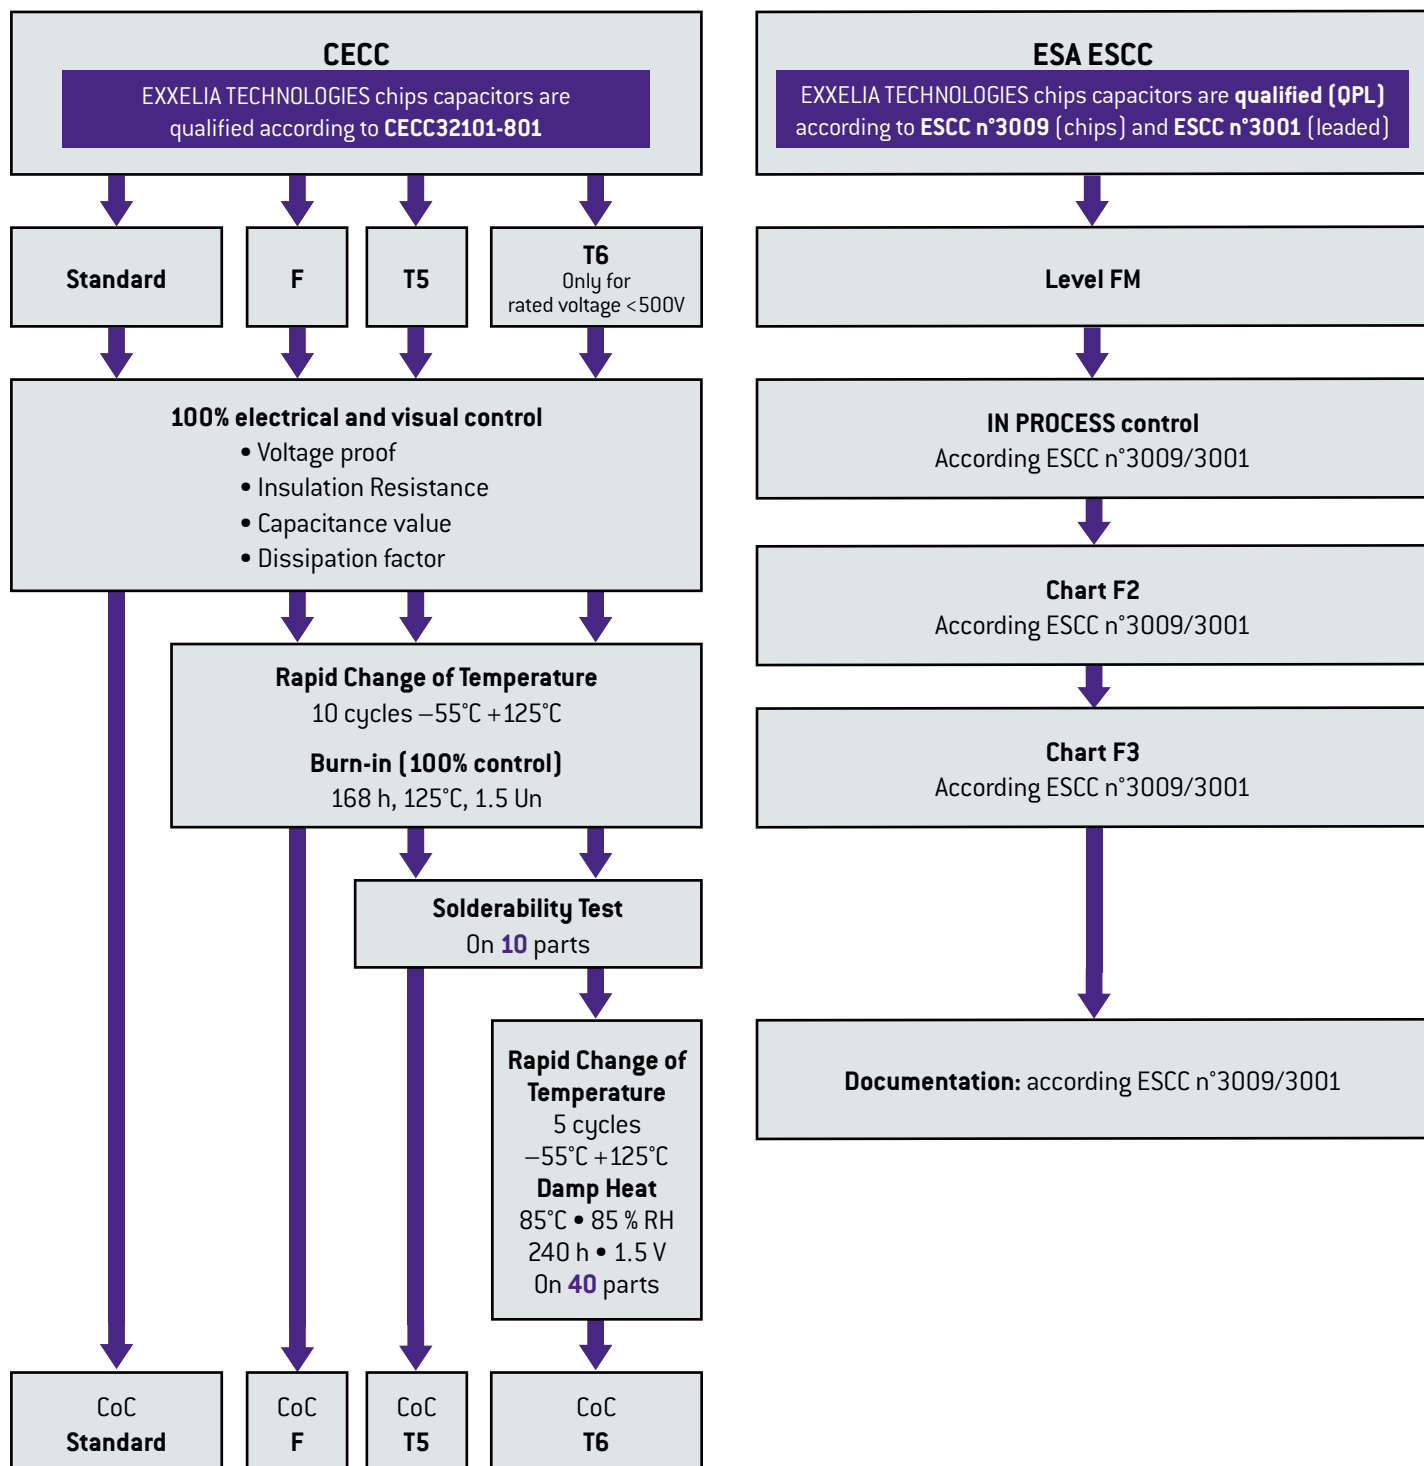 CECC
EXXELIA TECHNOLOGIES chips capacitors are
qualified according to CECC32101-801
Standard
F
T5
T6
Only for
rated voltage <500V
100% electrical and visual control
• Voltage proof
• Insulation Resistance
• Capacitance value
• Dissipation factor
Rapid Change of Temperature
10 cycles –55°C +125°C
Burn-in (100% control)
168 h, 125°C, 1.5 Un
Solderability Test
On 10 parts
Rapid Change of
Temperature
5 cycles
–55°C +125°C
Damp Heat
85°C • 85 % RH
240 h • 1.5 V
On 40 parts
CoC
Standard
CoC
F
CoC
T5
CoC
T6
ESA ESCC
EXXELIA TECHNOLOGIES chips capacitors are qualified (QPL)
according to ESCC n°3009 (chips) and ESCC n°3001 (leaded)
Level FM
IN PROCESS control
According ESCC n°3009/3001
Chart F2
According ESCC n°3009/3001
Chart F3
According ESCC n°3009/3001
Documentation: according ESCC n°3009/3001